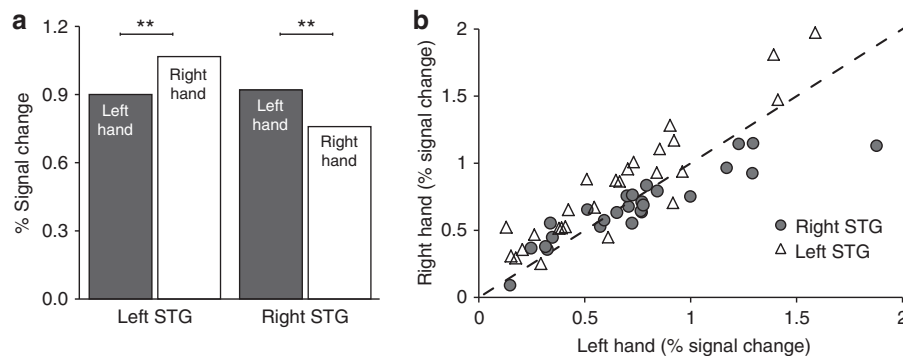 a
1.2
0.9
0.6
0.3
0.0
% Signal change
**
**
Left
hand
Right
hand
Left
hand
Right
hand
Left STG
Right STG
b
2
1.5
1
0.5
0
Right hand (% signal change)
Right STG
Left STG
0
0.5
1
1.5
2
Left hand (% signal change)